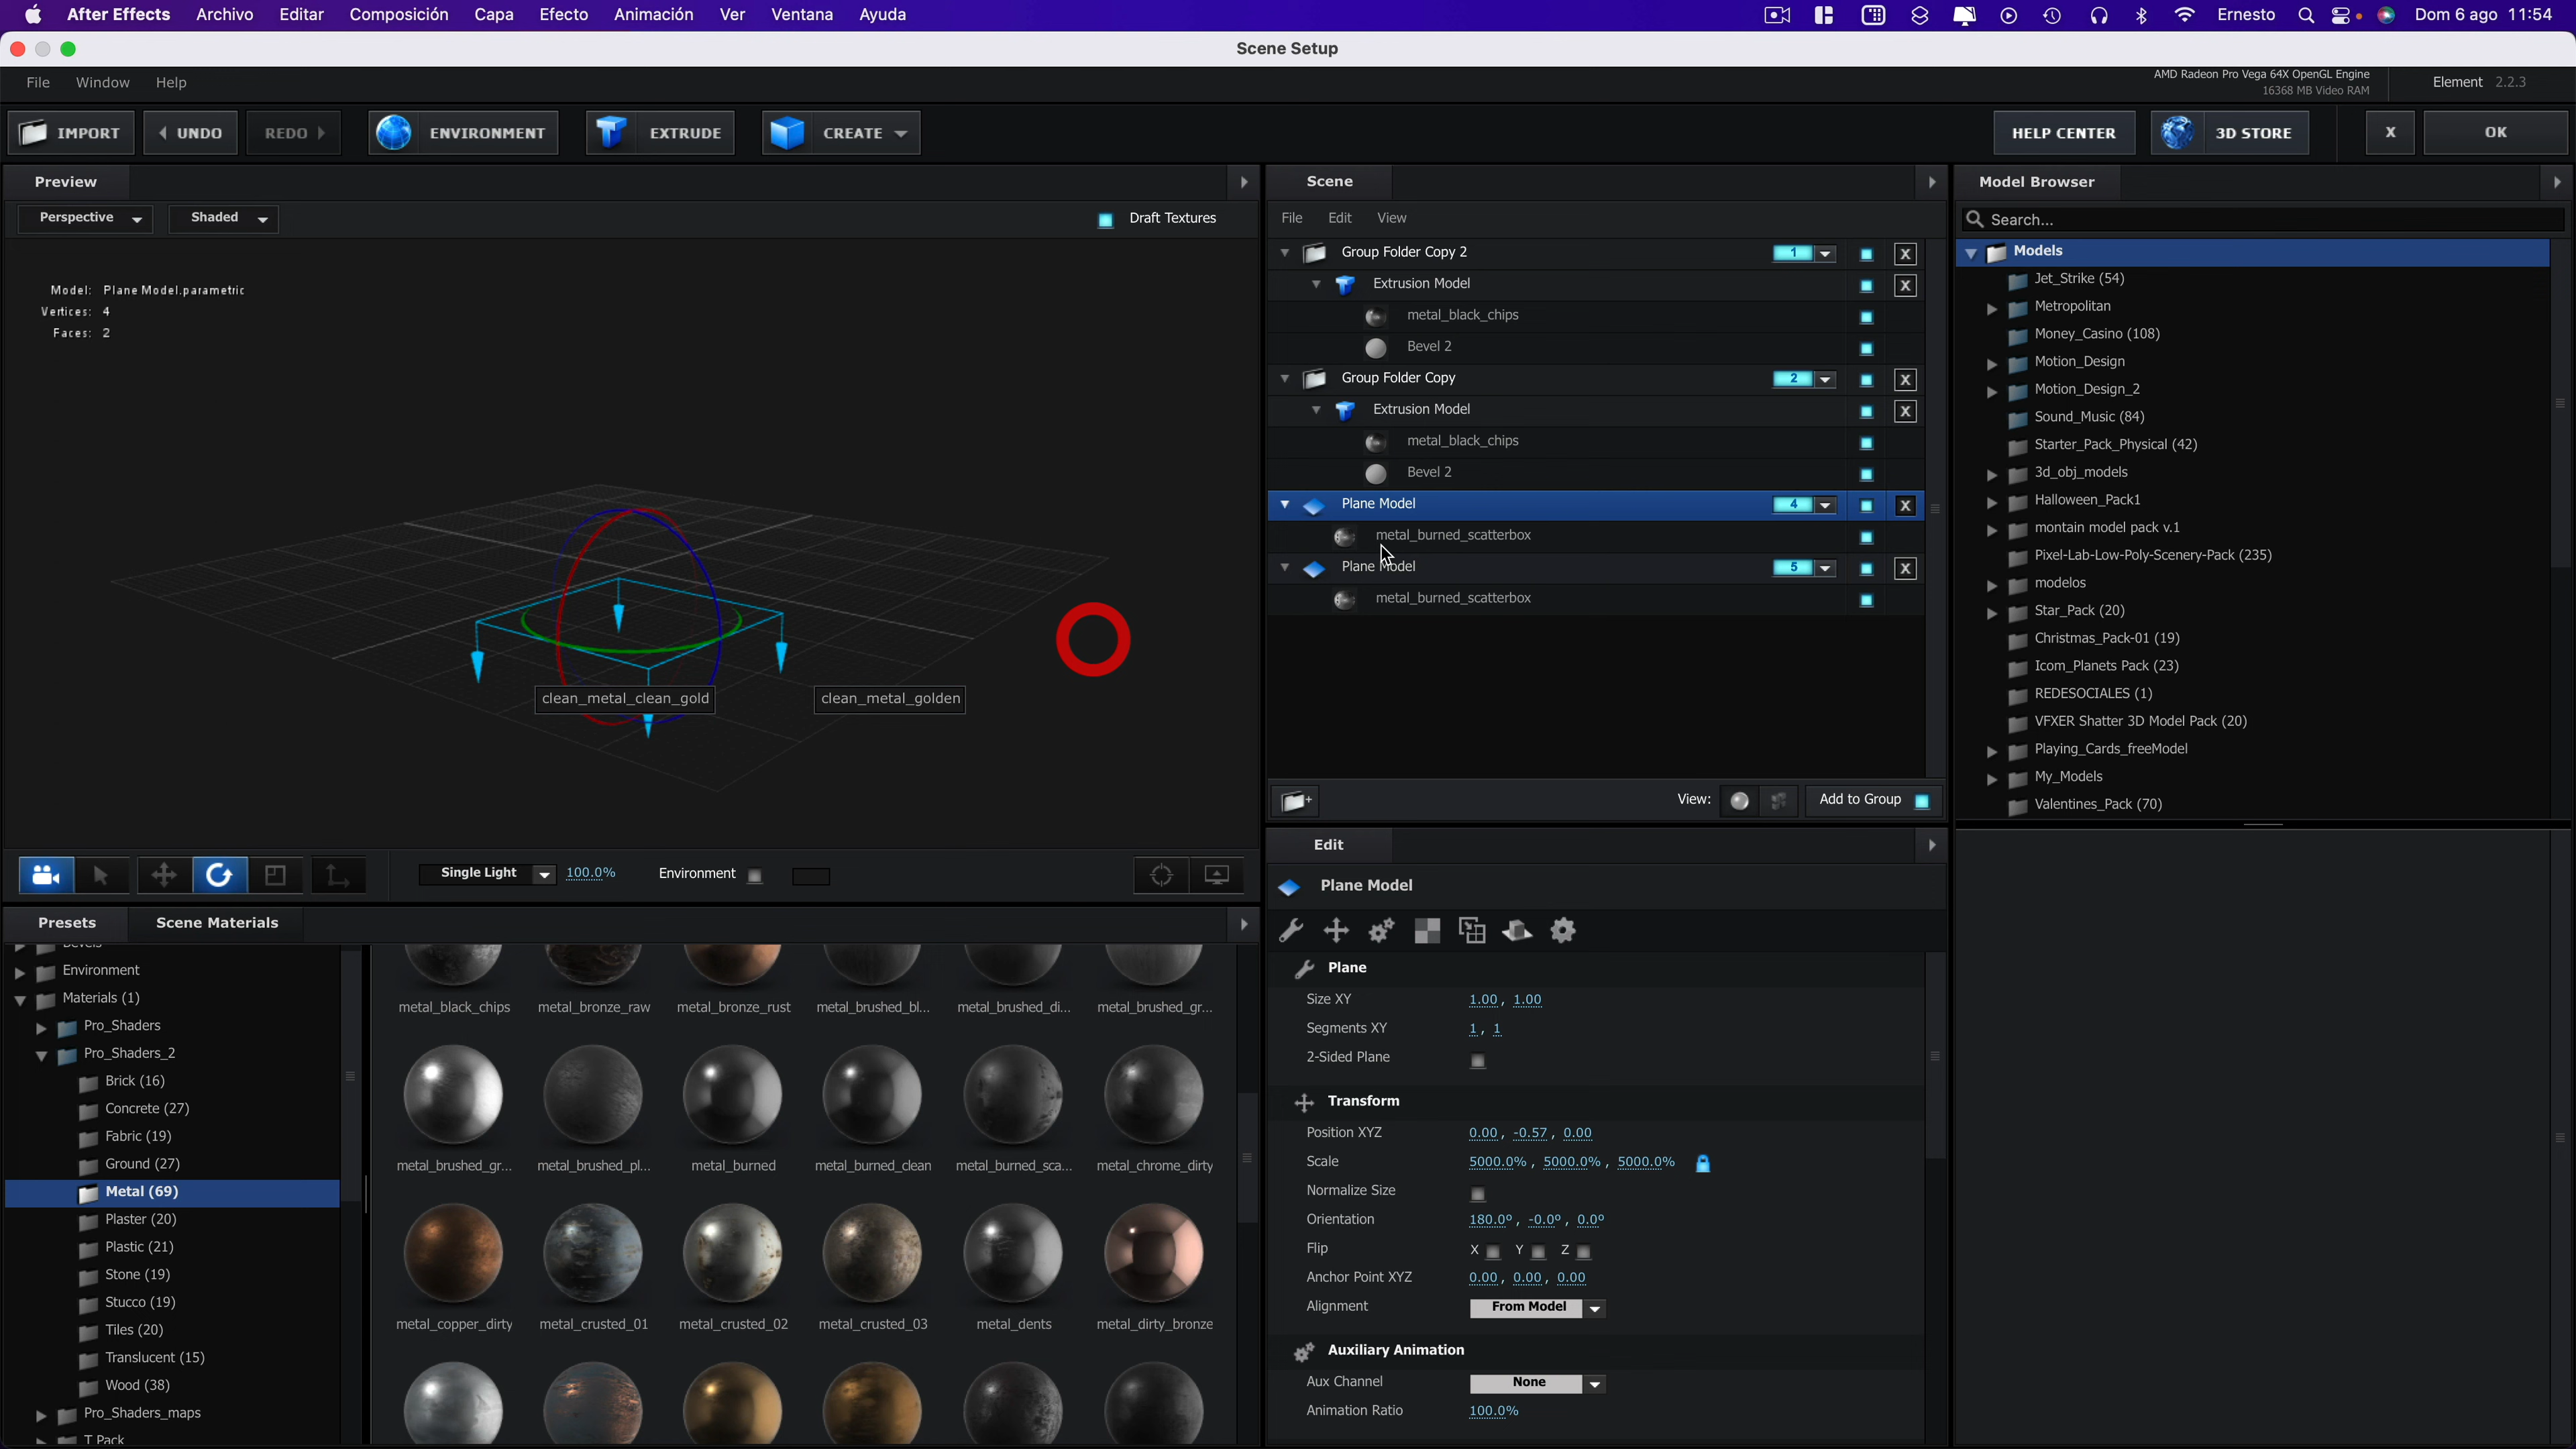 After Effects Archivo Editar Composición Capa Efecto Animación Ver Ventana Ayuda Ernesto Dom 6 ago 11:54
Scene Setup
File Window Help
AMD Radeon Pro Vega 64X OpenGL Engine
16368 MB Video RAM
Element 2.2.3
IMPORT UNDO REDO ENVIRONMENT EXTRUDE CREATE HELP CENTER 3D STORE X OK
Preview
Perspective Shaded Draft Textures
Model: Plane Model.parametric
Vertices: 4
Faces: 2
clean_metal_clean_gold clean_metal_golden
Single Light 100.0% Environment
Scene
File Edit View
Group Folder Copy 2 1 X
Extrusion Model X
metal_black_chips
Bevel 2
Group Folder Copy 2 X
Extrusion Model X
metal_black_chips
Bevel 2
Plane Model 4 X
metal_burned_scatterbox
Plane Model 5 X
metal_burned_scatterbox
View: Add to Group
Model Browser
Search...
Models
Jet_Strike (54)
Metropolitan
Money_Casino (108)
Motion_Design
Motion_Design_2
Sound_Music (84)
Starter_Pack_Physical (42)
3d_obj_models
Halloween_Pack1
montain model pack v.1
Pixel-Lab-Low-Poly-Scenery-Pack (235)
modelos
Star_Pack (20)
Christmas_Pack-01 (19)
Icom_Planets Pack (23)
REDESOCIALES (1)
VFXER Shatter 3D Model Pack (20)
Playing_Cards_freeModel
My_Models
Valentines_Pack (70)
Presets Scene Materials
Bevels
Environment
Materials (1)
Pro_Shaders
Pro_Shaders_2
Brick (16)
Concrete (27)
Fabric (19)
Ground (27)
Metal (69)
Plaster (20)
Plastic (21)
Stone (19)
Stucco (19)
Tiles (20)
Translucent (15)
Wood (38)
Pro_Shaders_maps
T Pack
metal_black_chips metal_bronze_raw metal_bronze_rust metal_brushed_bl... metal_brushed_di... metal_brushed_gr...
metal_brushed_gr... metal_brushed_pl... metal_burned metal_burned_clean metal_burned_sca... metal_chrome_dirty
metal_copper_dirty metal_crusted_01 metal_crusted_02 metal_crusted_03 metal_dents metal_dirty_bronze
Edit
Plane Model
Plane
Size XY 1.00, 1.00
Segments XY 1, 1
2-Sided Plane
Transform
Position XYZ 0.00, -0.57, 0.00
Scale 5000.0%, 5000.0%, 5000.0%
Normalize Size
Orientation 180.0º, -0.0º, 0.0º
Flip X Y Z
Anchor Point XYZ 0.00, 0.00, 0.00
Alignment From Model
Auxiliary Animation
Aux Channel None
Animation Ratio 100.0%